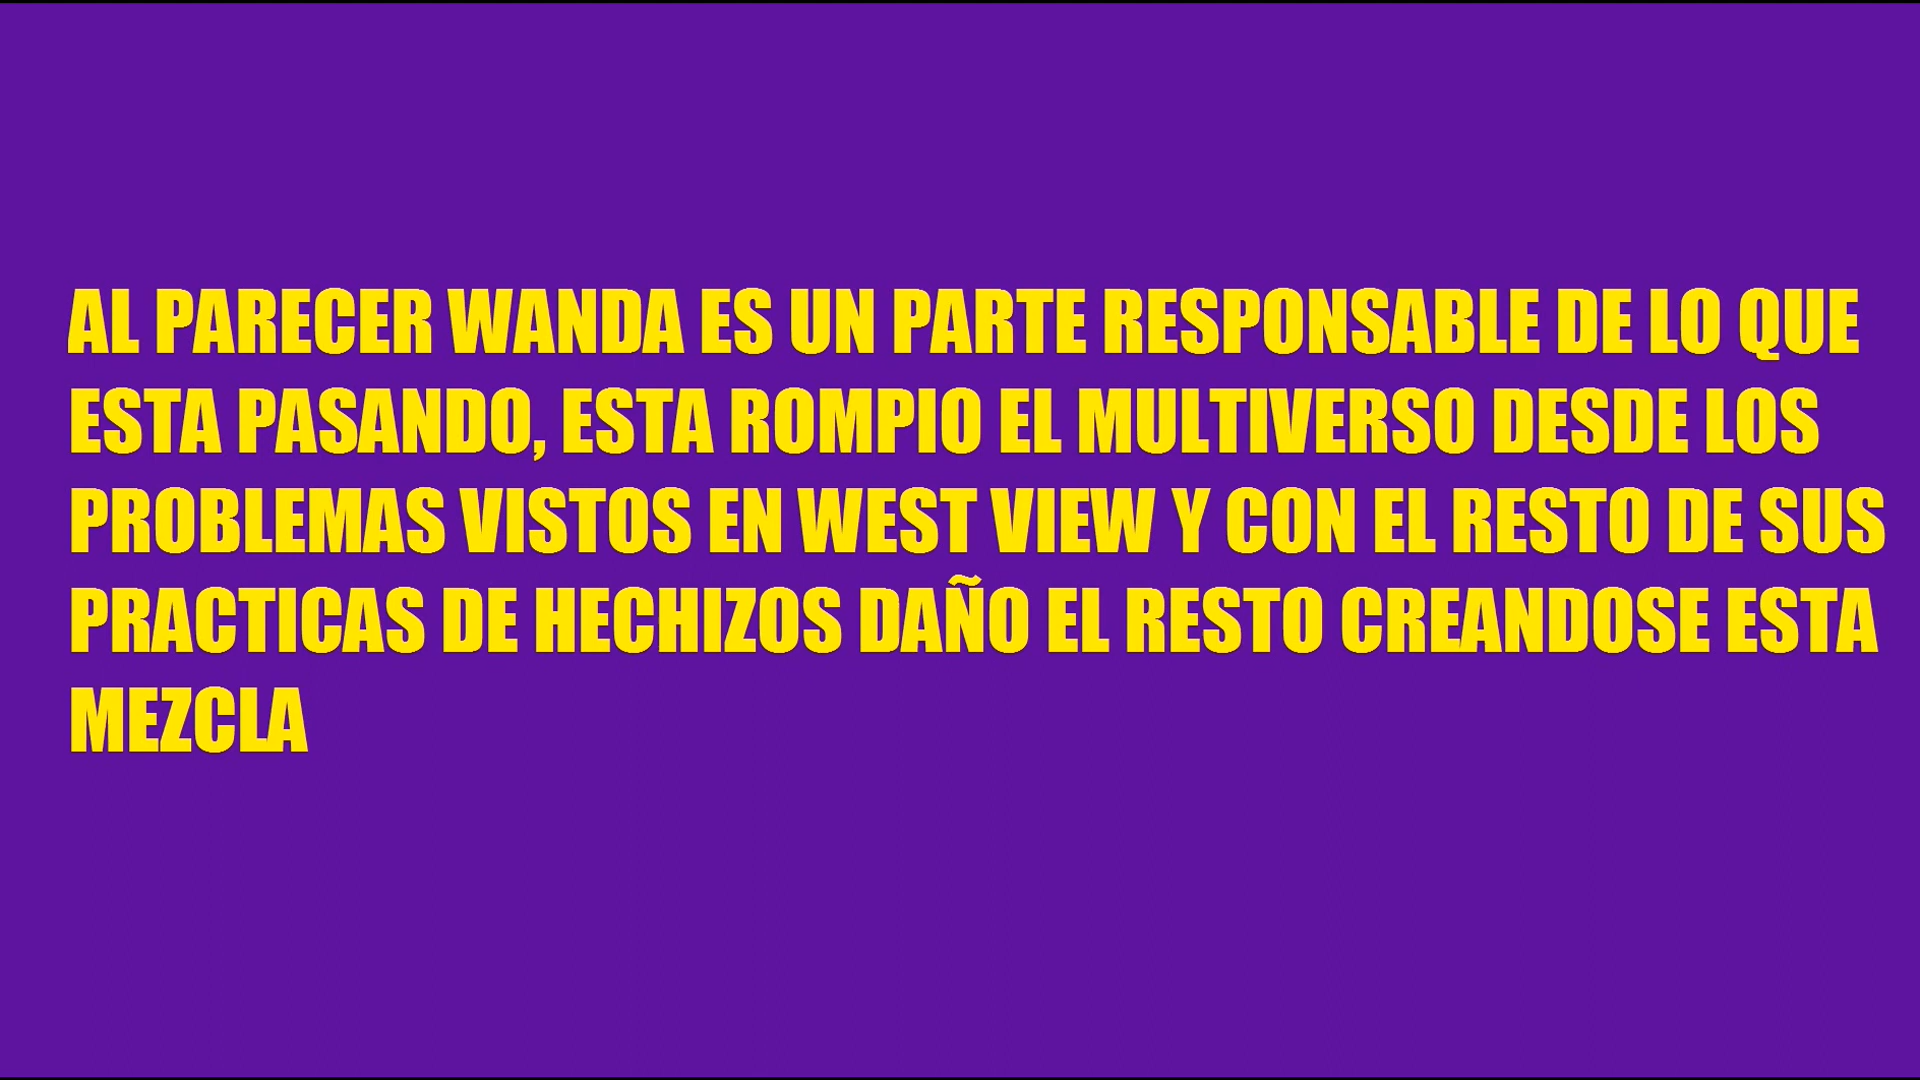 AL PARECER WANDA ES UN PARTE RESPONSABLE DE LO QUE
ESTA PASANDO, ESTA ROMPIO EL MULTIVERSO DESDE LOS
PROBLEMAS VISTOS EN WEST VIEW Y CON EL RESTO DE SUS
PRACTICAS DE HECHIZOS DAÑO EL RESTO CREANDOSE ESTA
MEZCLA